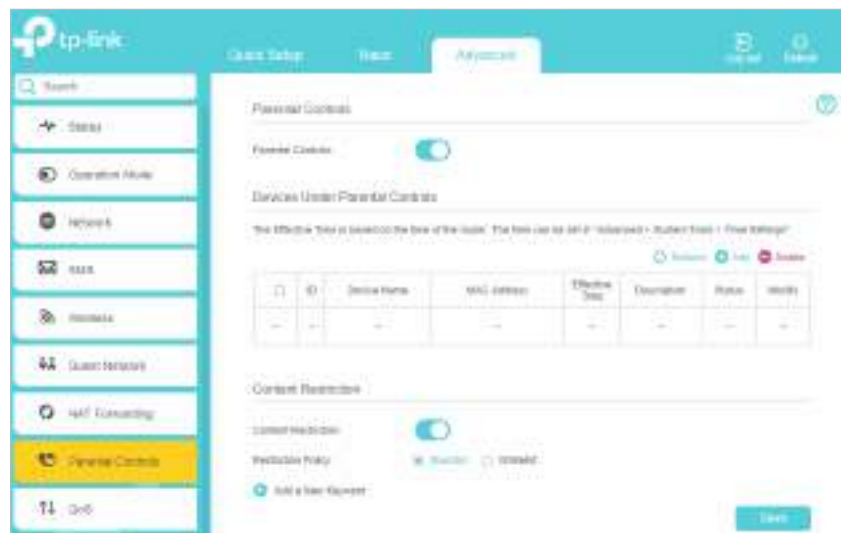 tp-link
Quick Setup Basic Advanced
Log out Reboot
Search
Status
Operation Mode
Network
SMS
Wireless
Guest Network
NAT Forwarding
Parental Controls
QoS
Parental Controls
Parental Controls:
Devices Under Parental Controls
The Effective Time is based on the time of the router. The time can be set in "Advanced > System Tools > Time Settings"
Refresh Add Delete
ID Device Name MAC Address Effective Time Description Status Modify
-- -- -- -- -- -- -- --
Content Restriction
Content Restriction:
Restriction Policy: Blacklist Whitelist
Add a New Keyword
Save